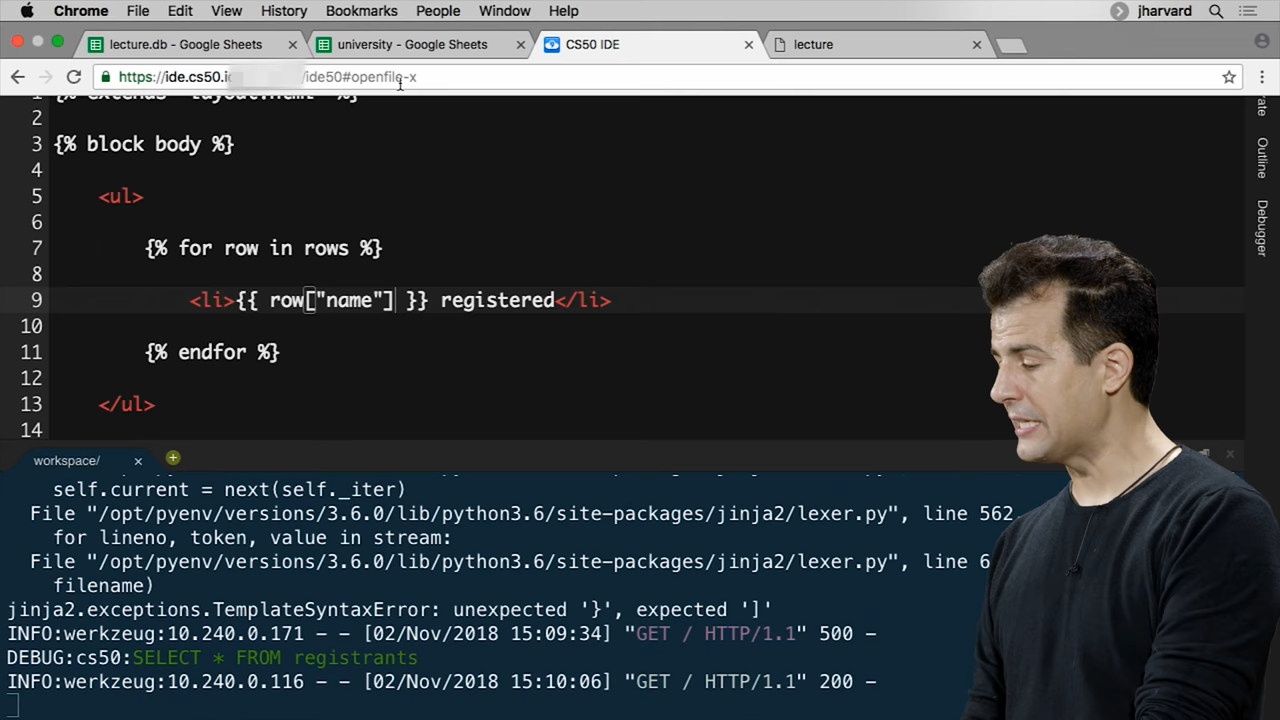 Chrome File Edit View History Bookmarks People Window Help jharvard
lecture.db - Google Sheets × university - Google Sheets × CS50 IDE × lecture ×
https://ide.cs50.i /ide50#openfile-x
1 {% extends "layout.html" %}
2
3 {% block body %}
4
5 <ul>
6
7 {% for row in rows %}
8
9 <li>{{ row["name"] }} registered</li>
10
11 {% endfor %}
12
13 </ul>
14
Outline
Debugger
workspace/ ×
self.current = next(self._iter)
File "/opt/pyenv/versions/3.6.0/lib/python3.6/site-packages/jinja2/lexer.py", line 562
for lineno, token, value in stream:
File "/opt/pyenv/versions/3.6.0/lib/python3.6/site-packages/jinja2/lexer.py", line 6
filename)
jinja2.exceptions.TemplateSyntaxError: unexpected '}', expected ']'
INFO:werkzeug:10.240.0.171 - - [02/Nov/2018 15:09:34] "GET / HTTP/1.1" 500 -
DEBUG:cs50:SELECT * FROM registrants
INFO:werkzeug:10.240.0.116 - - [02/Nov/2018 15:10:06] "GET / HTTP/1.1" 200 -